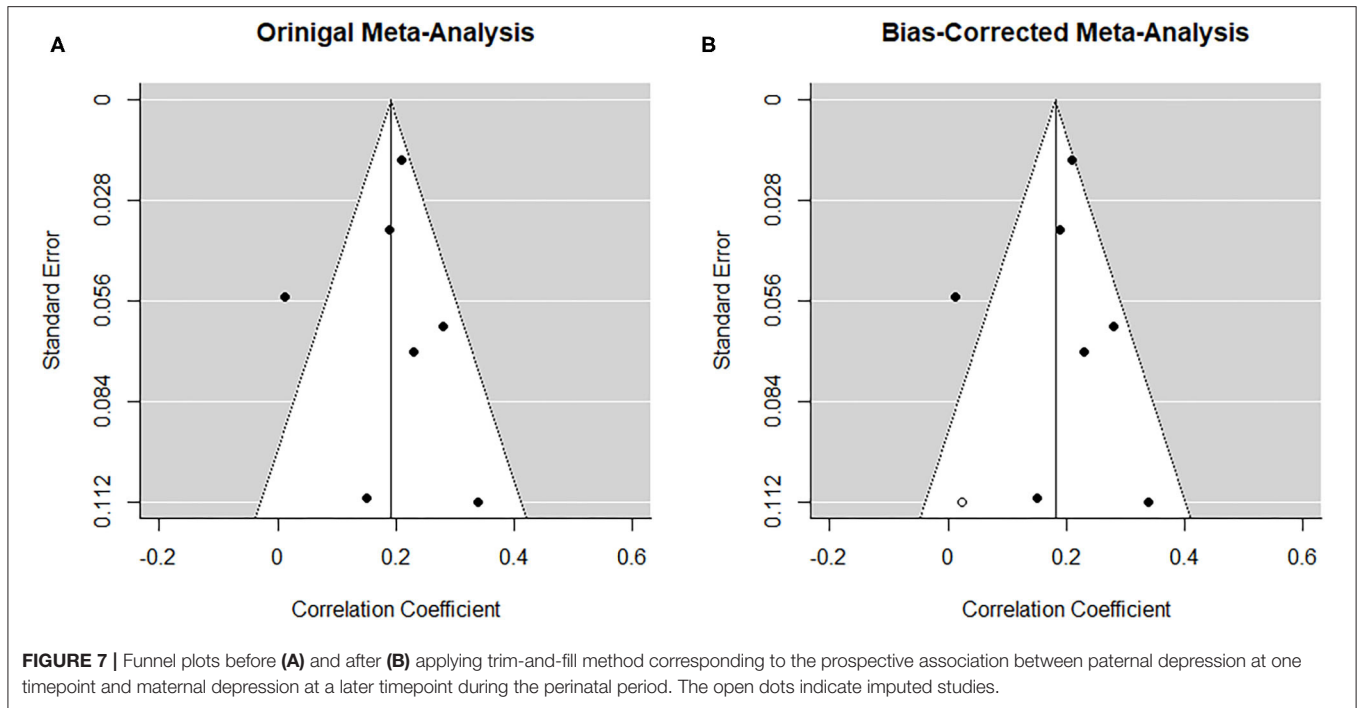 A
Orinigal Meta-Analysis
Standard Error
0
0.028
0.056
0.084
0.112
-0.2
0
0.2
0.4
0.6
Correlation Coefficient
B
Bias-Corrected Meta-Analysis
Standard Error
0
0.028
0.056
0.084
0.112
-0.2
0
0.2
0.4
0.6
Correlation Coefficient
FIGURE 7 | Funnel plots before (A) and after (B) applying trim-and-fill method corresponding to the prospective association between paternal depression at one
timepoint and maternal depression at a later timepoint during the perinatal period. The open dots indicate imputed studies.